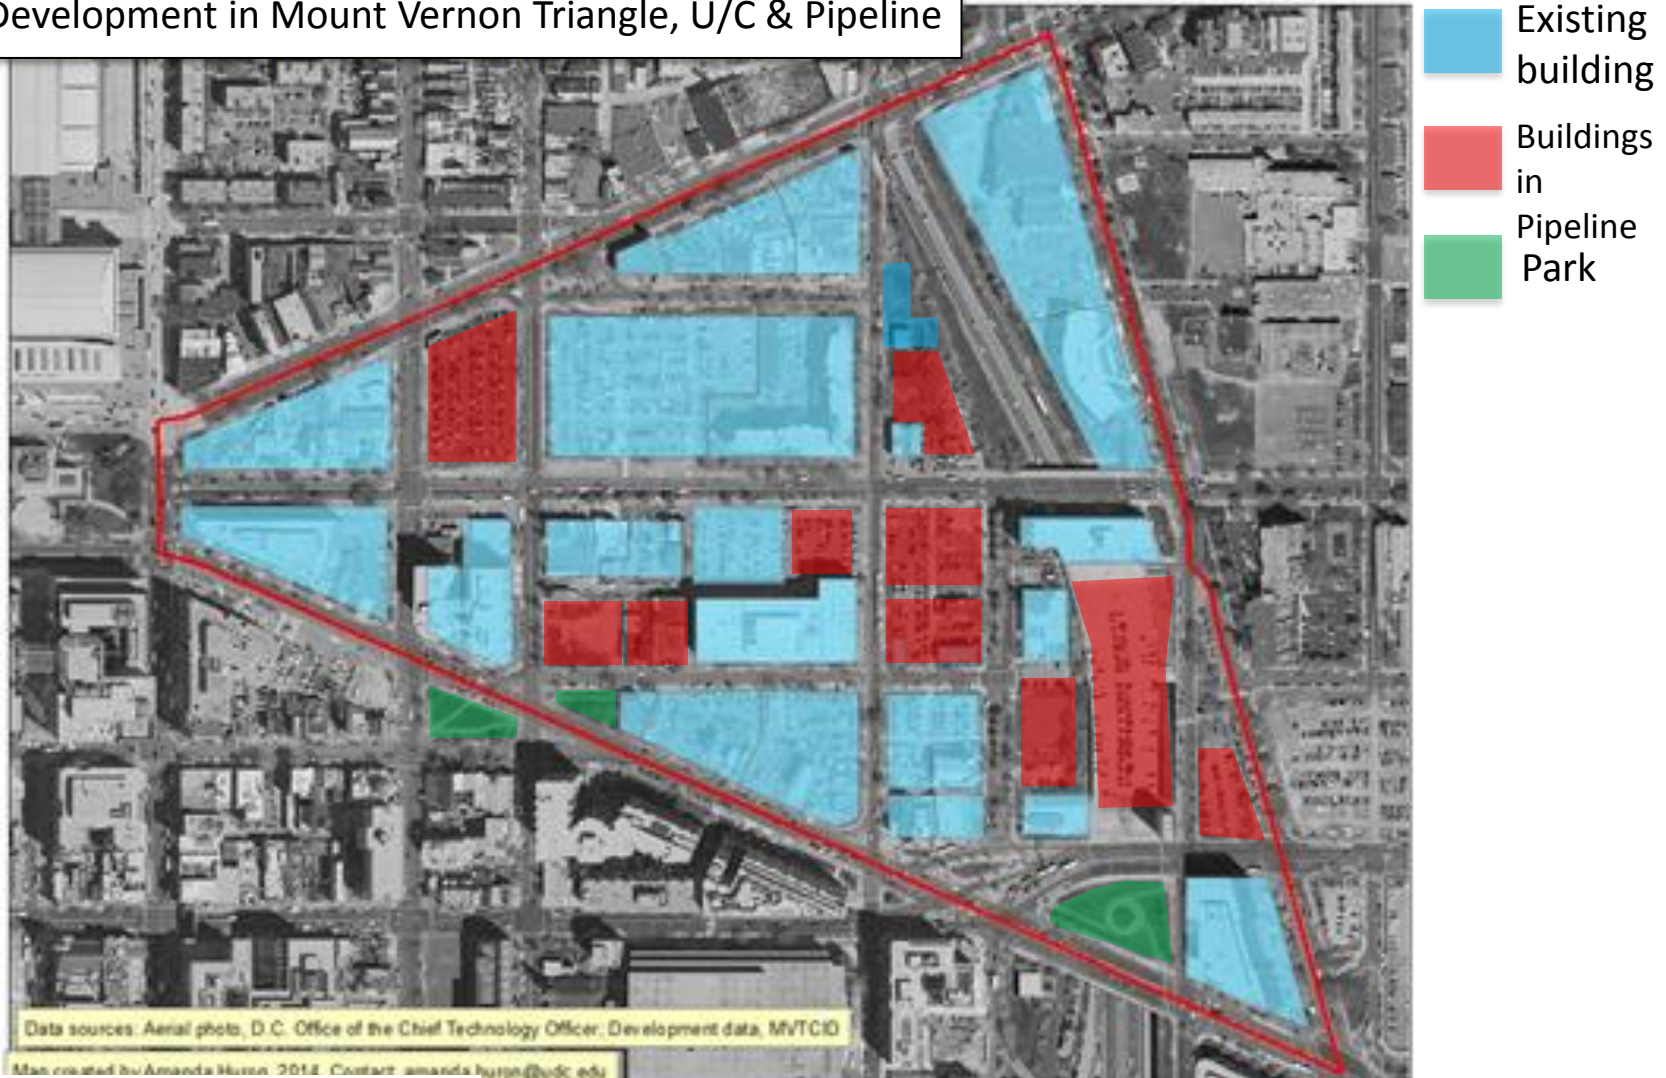 Development in Mount Vernon Triangle, U/C & Pipeline
Existing
building
Buildings
in
Pipeline
Park
Data sources: Aerial photo, D.C. Office of the Chief Technology Officer. Development data, MVTCID
Map created by Amanda Huron, 2014. Contact: amanda.huron@udc.edu